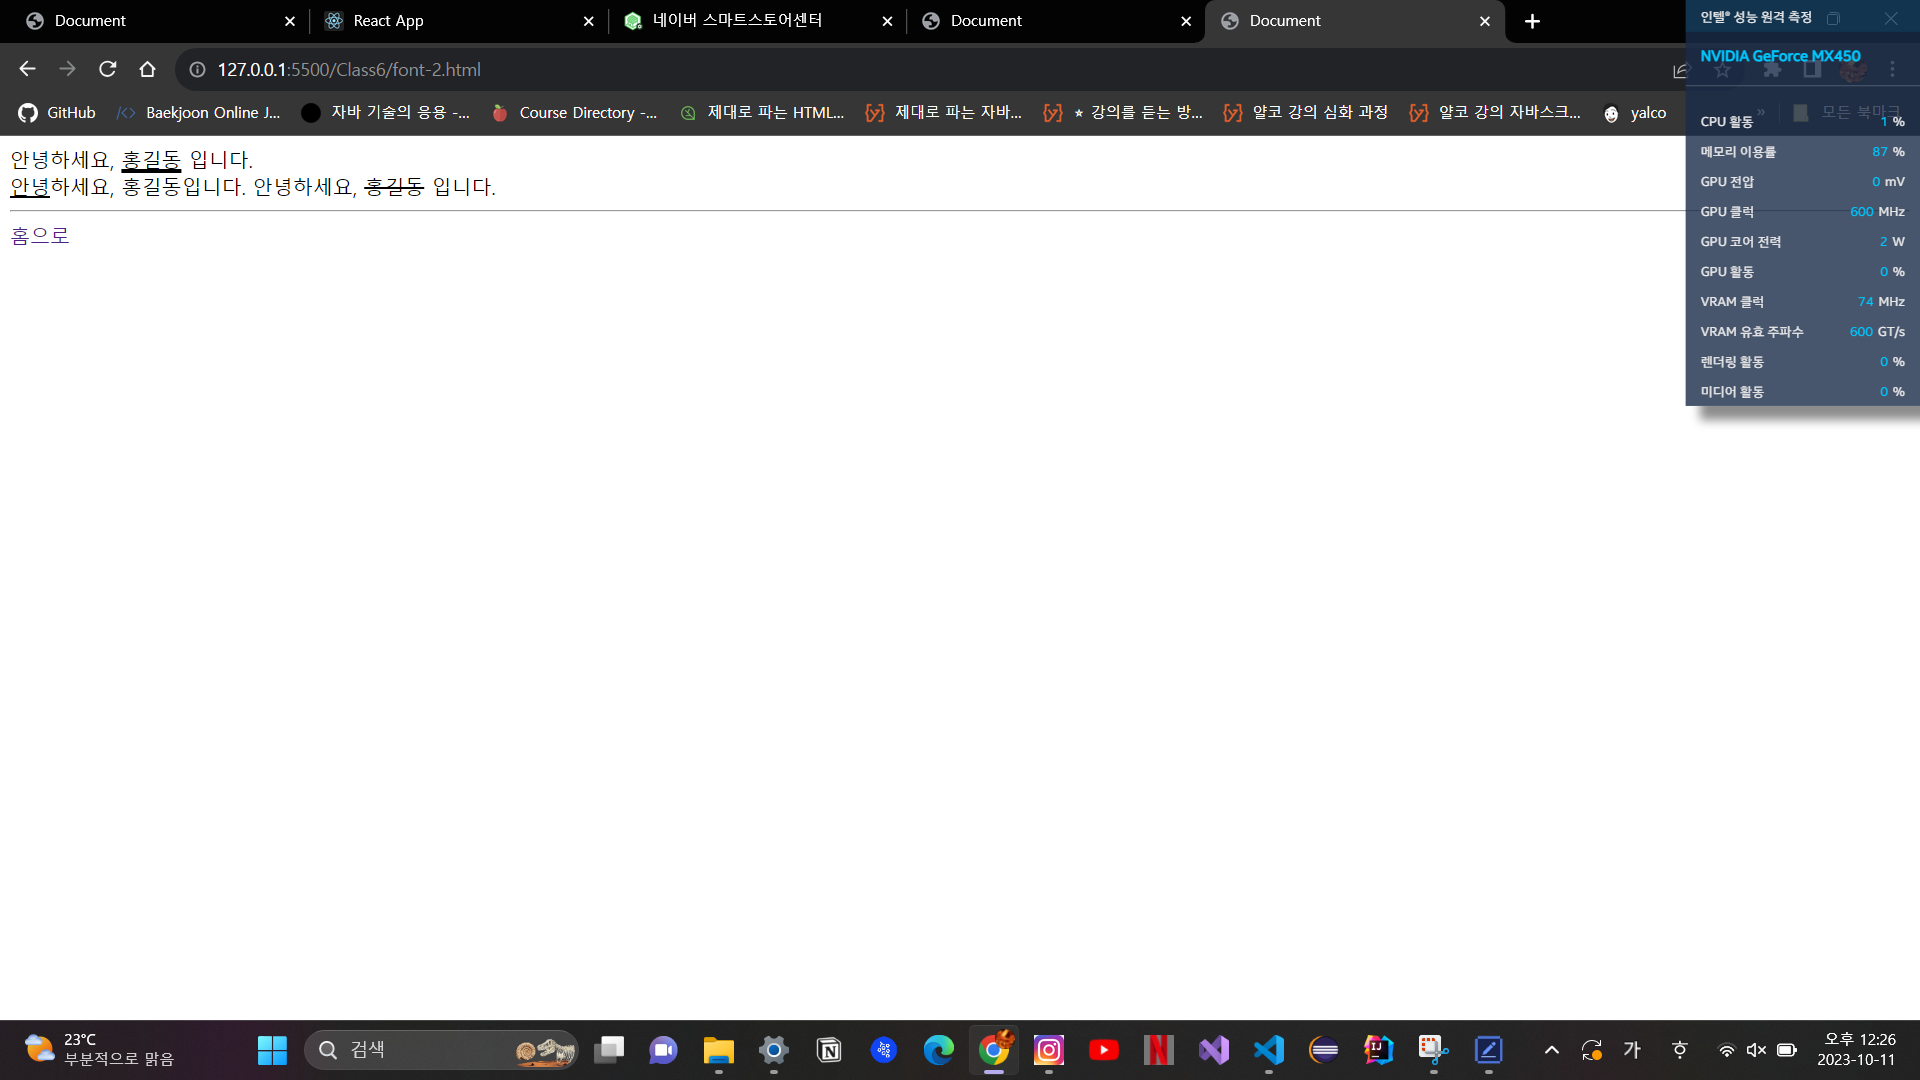 Document
React App
네이버 스마트스토어센터
Document
Document
127.0.0.1:5500/Class6/font-2.html
GitHub
Baekjoon Online J...
자바 기술의 응용 -...
Course Directory -...
제대로 파는 HTML...
제대로 파는 자바...
★ 강의를 듣는 방...
얄코 강의 심화 과정
얄코 강의 자바스크...
yalco
»
모든 북마크
안녕하세요, 홍길동 입니다.
안녕하세요, 홍길동입니다. 안녕하세요, 홍길동 입니다.
홈으로
인텔® 성능 원격 측정
NVIDIA GeForce MX450
CPU 활동 1 %
메모리 이용률 87 %
GPU 전압 0 mV
GPU 클럭 600 MHz
GPU 코어 전력 2 W
GPU 활동 0 %
VRAM 클럭 74 MHz
VRAM 유효 주파수 600 GT/s
렌더링 활동 0 %
미디어 활동 0 %
23°C
부분적으로 맑음
검색
가
오후 12:26
2023-10-11